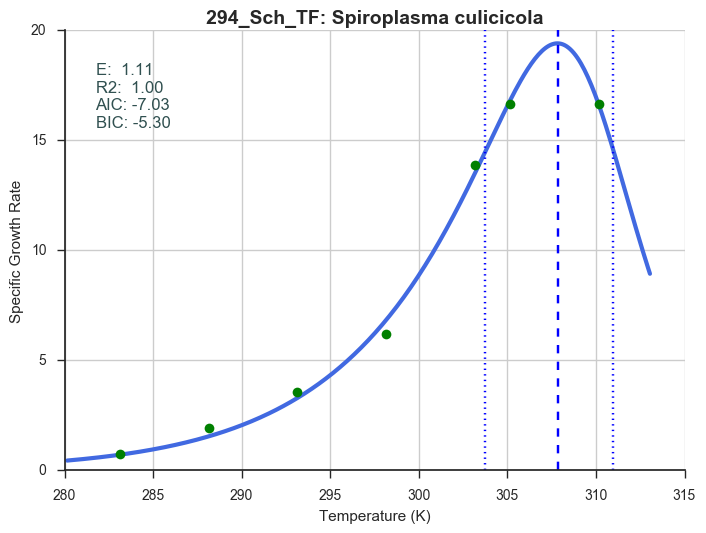 294_Sch_TF: Spiroplasma culicicola
E:  1.11
R2:  1.00
AIC: -7.03
BIC: -5.30
Specific Growth Rate
20
15
10
5
0
280 285 290 295 300 305 310 315
Temperature (K)